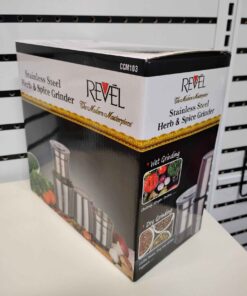 CCM103
REVEL
The Modern Masterpiece
Stainless Steel
Herb & Spice Grinder
REVEL
The Modern Masterpiece
Stainless Steel
Herb & Spice Grinder
Wet Grinding
Dry Grinding